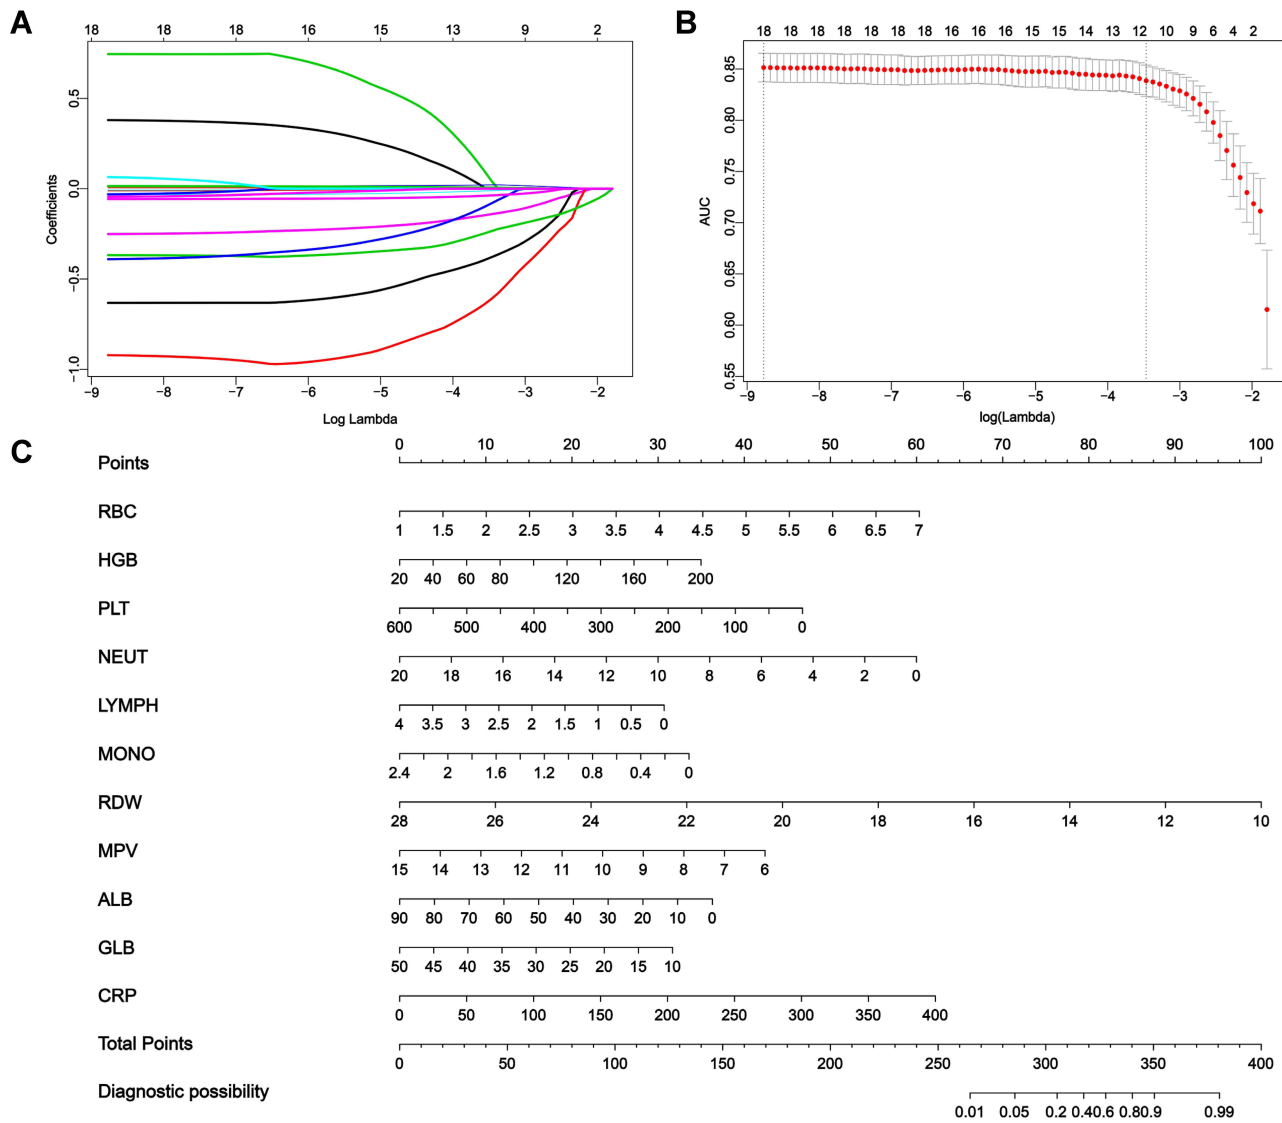 A
18 18 18 16 15 13 9 2
Coefficients
0.5
0.0
−0.5
−1.0
−9 −8 −7 −6 −5 −4 −3 −2
Log Lambda
B
18 18 18 18 18 18 18 16 16 16 15 15 14 13 12 10 9 6 4 2
AUC
0.85
0.80
0.75
0.70
0.65
0.60
0.55
−9 −8 −7 −6 −5 −4 −3 −2
log(Lambda)
C
Points
0 10 20 30 40 50 60 70 80 90 100
RBC
1 1.5 2 2.5 3 3.5 4 4.5 5 5.5 6 6.5 7
HGB
20 40 60 80 120 160 200
PLT
600 500 400 300 200 100 0
NEUT
20 18 16 14 12 10 8 6 4 2 0
LYMPH
4 3.5 3 2.5 2 1.5 1 0.5 0
MONO
2.4 2 1.6 1.2 0.8 0.4 0
RDW
28 26 24 22 20 18 16 14 12 10
MPV
15 14 13 12 11 10 9 8 7 6
ALB
90 80 70 60 50 40 30 20 10 0
GLB
50 45 40 35 30 25 20 15 10
CRP
0 50 100 150 200 250 300 350 400
Total Points
0 50 100 150 200 250 300 350 400
Diagnostic possibility
0.01 0.05 0.2 0.4 0.6 0.8 0.9 0.99